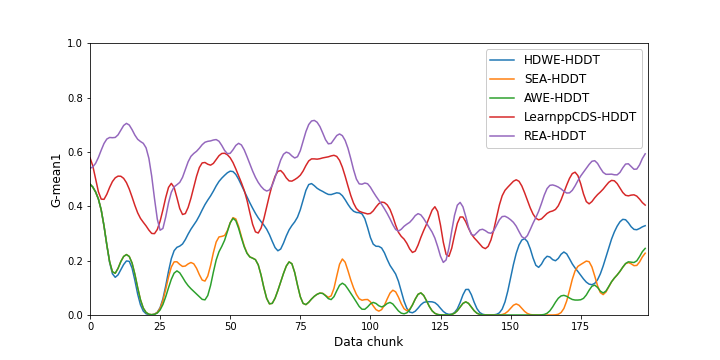 1.0
0.8
0.6
0.4
0.2
0.0
G-mean1
0 25 50 75 100 125 150 175
Data chunk
HDWE-HDDT
SEA-HDDT
AWE-HDDT
LearnppCDS-HDDT
REA-HDDT